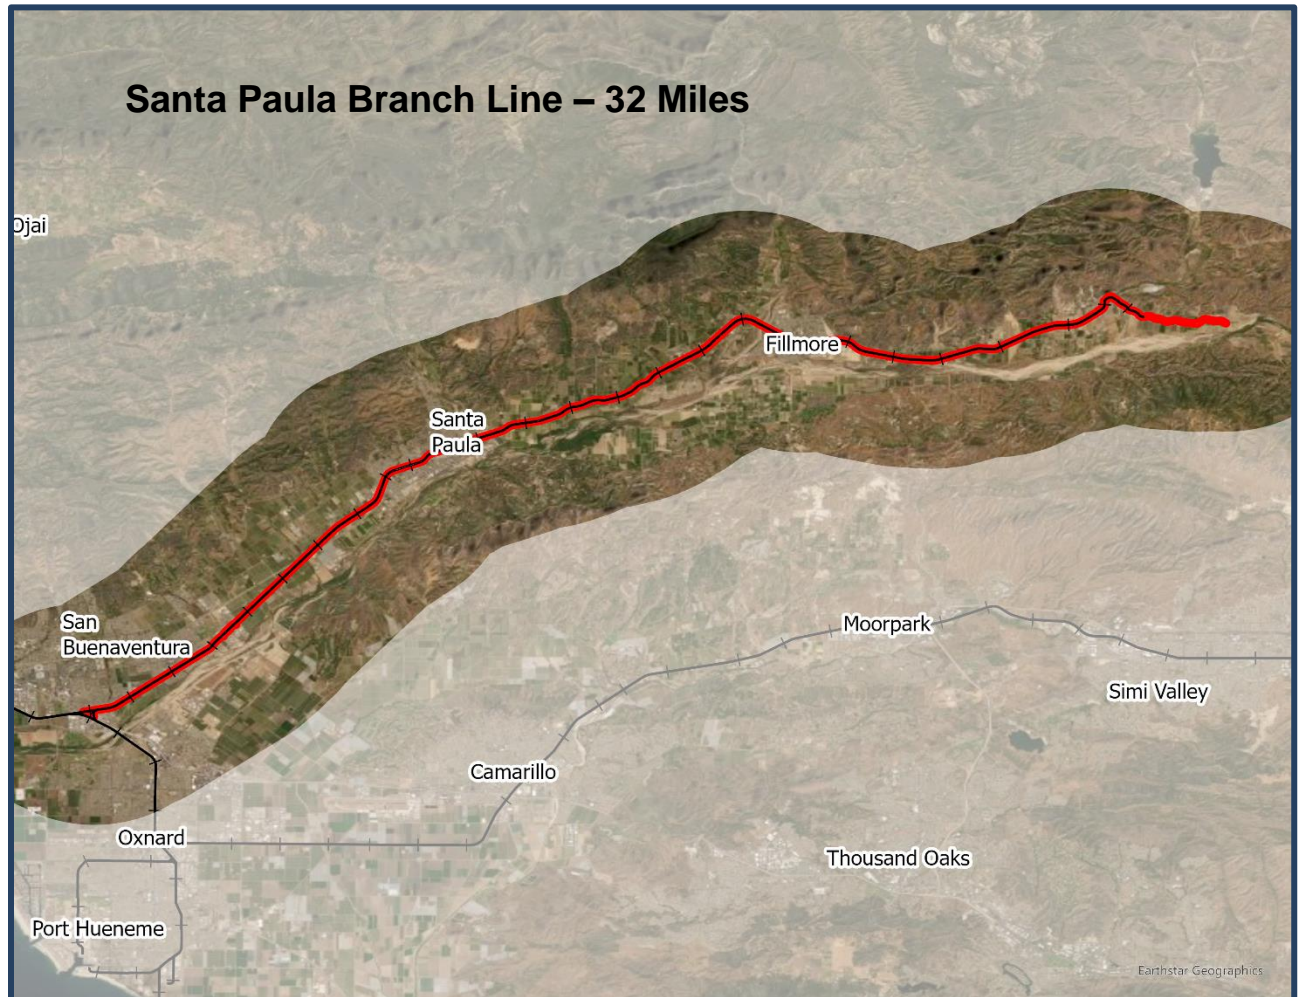 Santa Paula Branch Line – 32 Miles
Ojai
Fillmore
Santa
Paula
San
Buenaventura
Moorpark
Simi Valley
Camarillo
Oxnard
Thousand Oaks
Port Hueneme
Earthstar Geographics